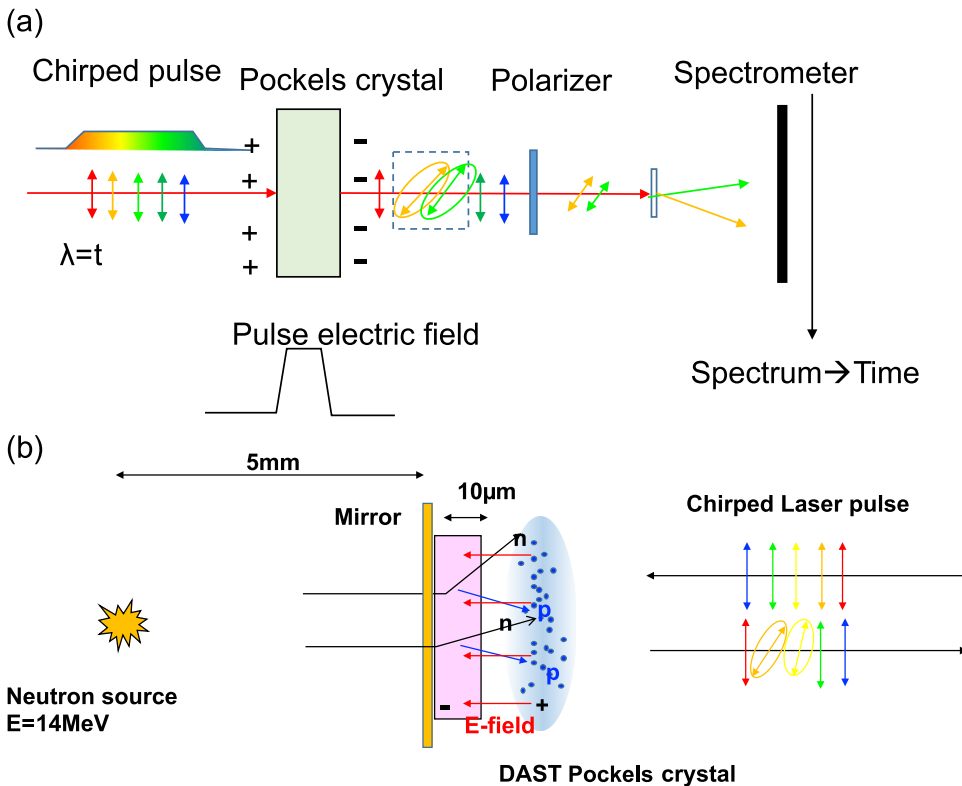 (a)
Chirped pulse
Pockels crystal
Polarizer
Spectrometer
+
+
+
+
-
-
-
-
λ=t
Pulse electric field
Spectrum→Time
(b)
5mm
10μm
Mirror
Chirped Laser pulse
n
p
n
p
Neutron source
E=14MeV
-
E-field
+
DAST Pockels crystal